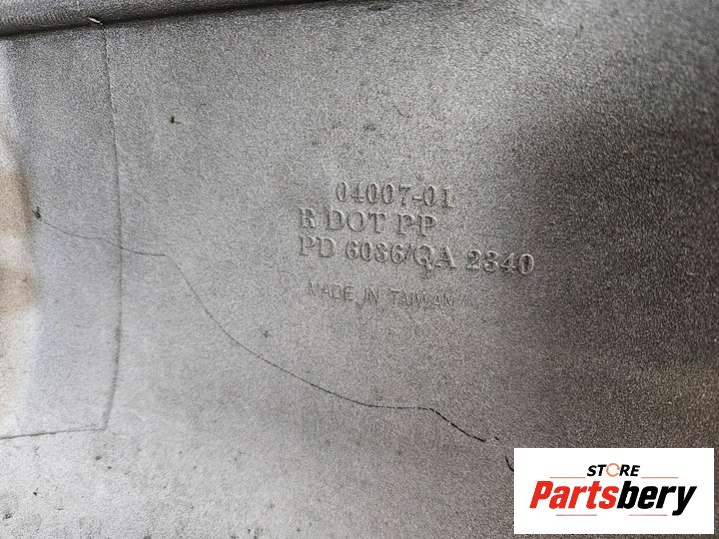 04007-01
R DOT PP
PD 6036/QA 2340
MADE IN TAIWAN
STORE
Partsbery